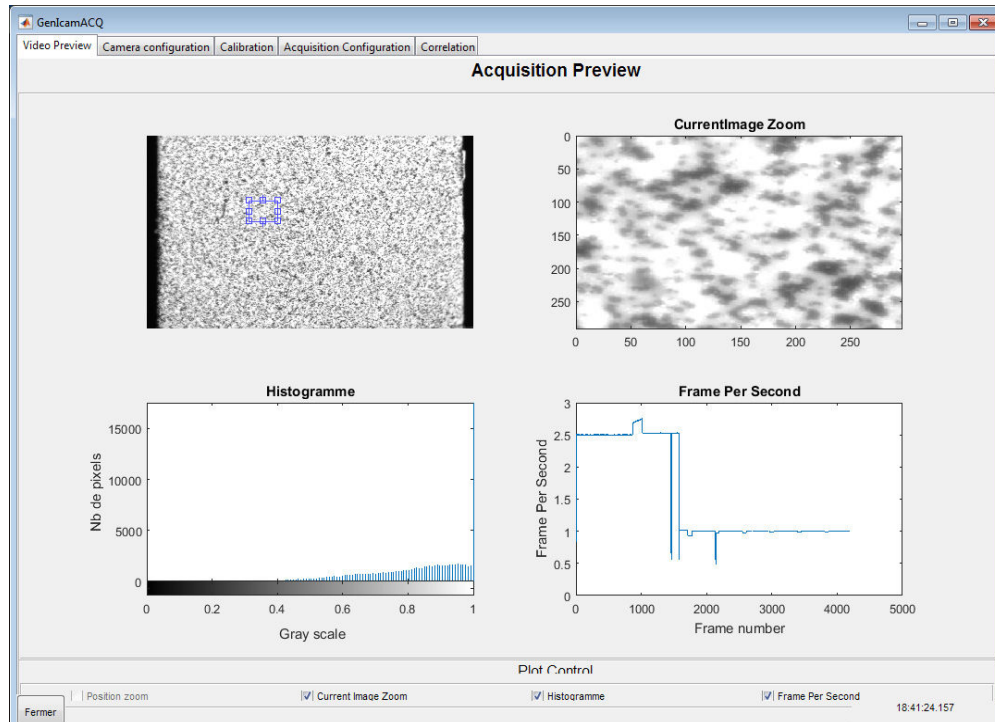 GenIcamACQ
Video Preview Camera configuration Calibration Acquisition Configuration Correlation
Acquisition Preview
CurrentImage Zoom
0
50
100
150
200
250
0 50 100 150 200 250
Histogramme
Nb de pixels
15000
10000
5000
0
0 0.2 0.4 0.6 0.8 1
Gray scale
Frame Per Second
Frame Per Second
3
2.5
2
1.5
1
0.5
0
0 1000 2000 3000 4000 5000
Frame number
Plot Control
Position zoom Current Image Zoom Histogramme Frame Per Second
Fermer
18:41:24.157